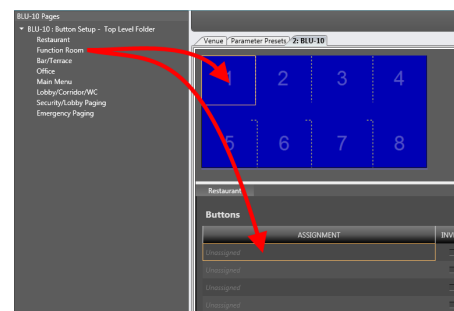 BLU-10 Pages
BLU-10 : Button Setup - Top Level Folder
Restaurant
Function Room
Bar/Terrace
Office
Main Menu
Lobby/Corridor/WC
Security/Lobby Paging
Emergency Paging
Venue Parameter Presets 2: BLU-10
1 2 3 4
5 6 7 8
Restaurant
Buttons
ASSIGNMENT INV
Unassigned
Unassigned
Unassigned
Unassigned